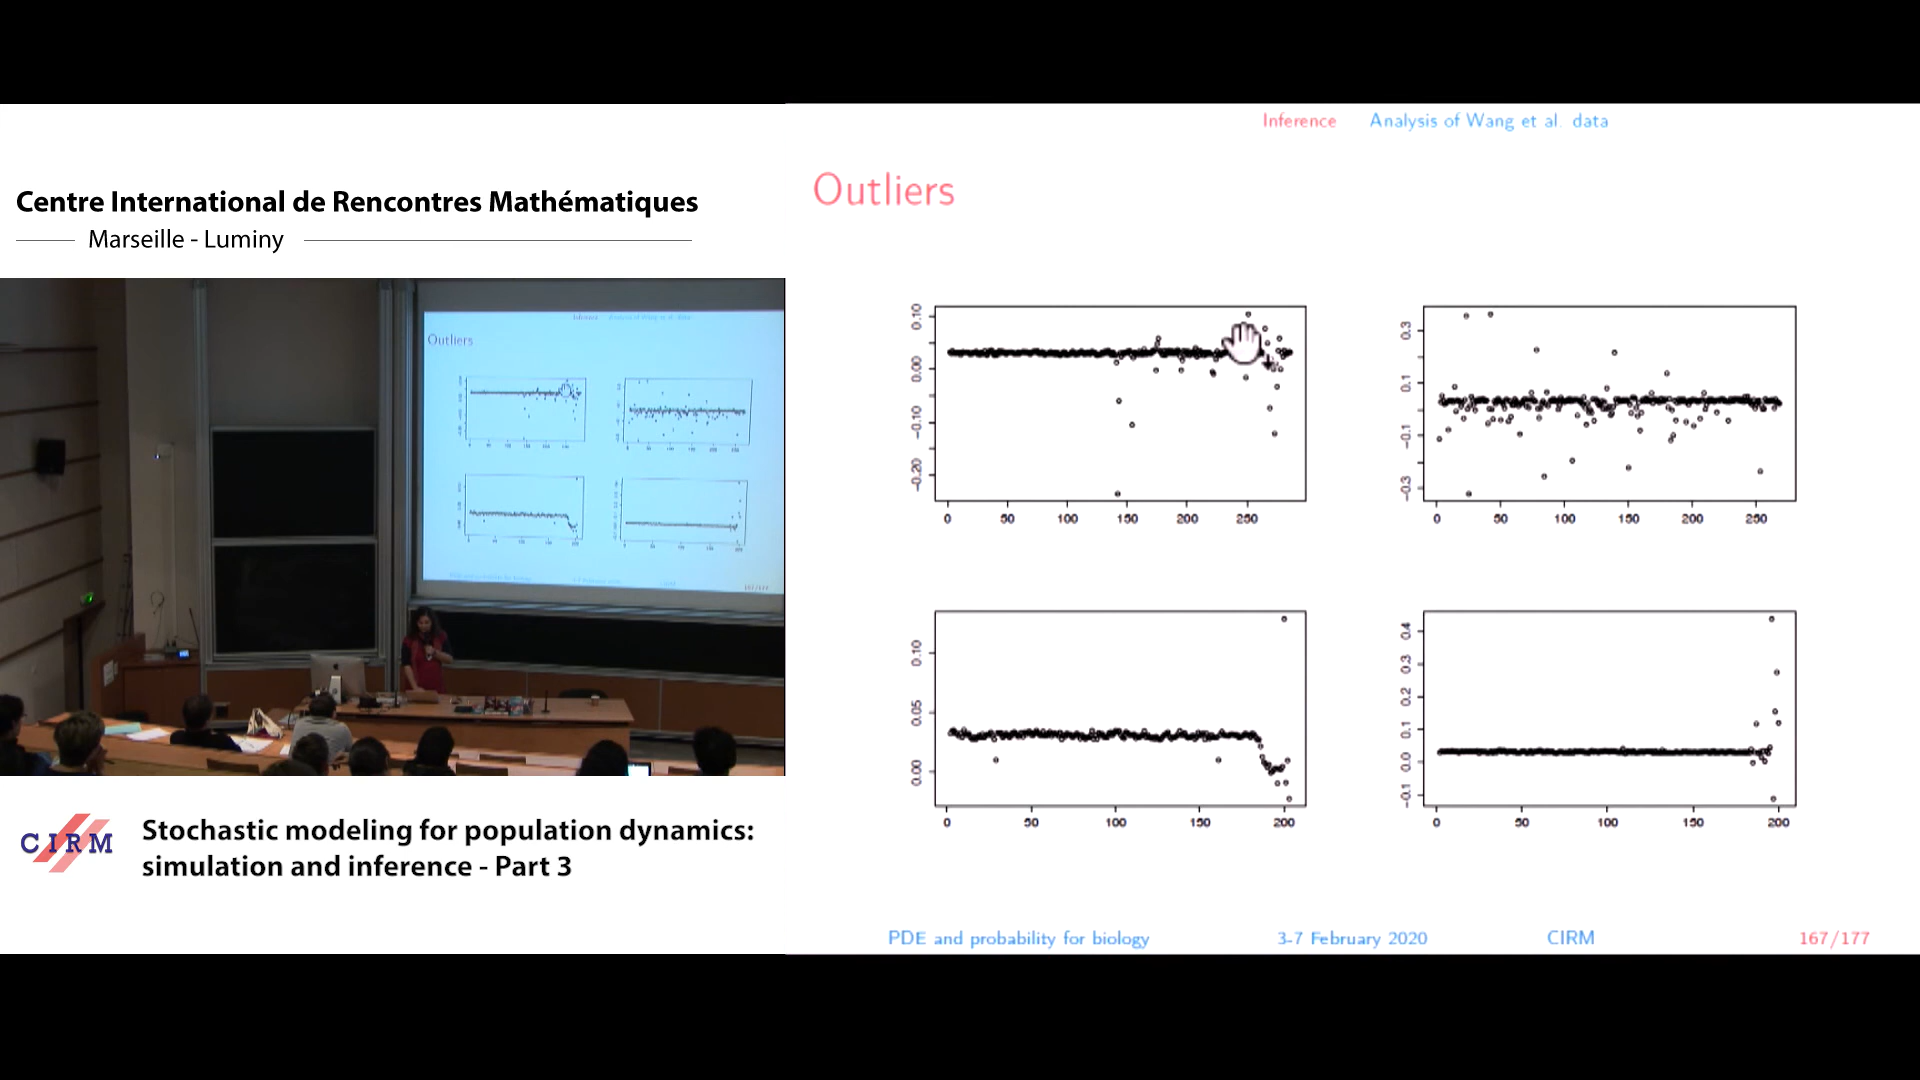 Centre International de Rencontres Mathématiques
Marseille - Luminy
Inference Analysis of Wang et al. data
Outliers
0.10
0.00
-0.10
-0.20
0 50 100 150 200 250
0.3
0.1
-0.1
-0.3
0 50 100 150 200 250
0.10
0.05
0.00
0 50 100 150 200
0.4
0.3
0.2
0.1
0.0
-0.1
0 50 100 150 200
Outliers
CIRM
Stochastic modeling for population dynamics:
simulation and inference - Part 3
PDE and probability for biology 3-7 February 2020 CIRM 167/177